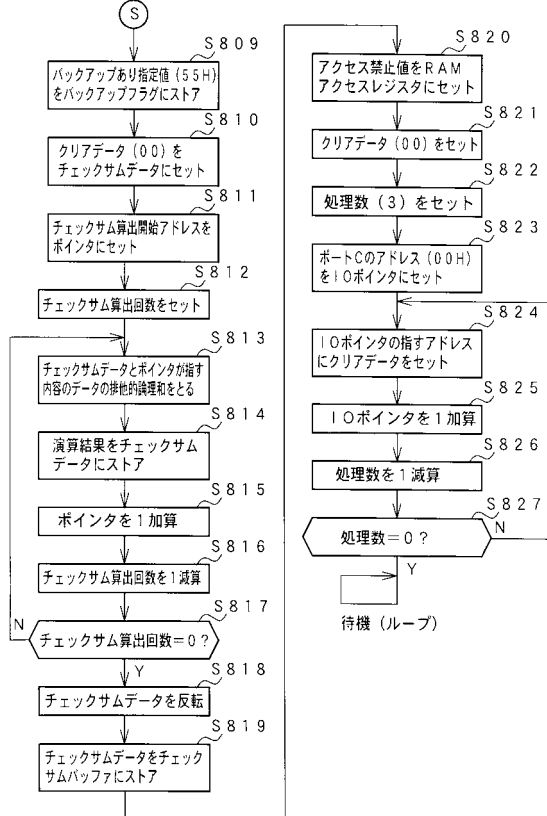 S
S809
バックアップあり指定値(55H)
をバックアップフラグにストア
S810
クリアデータ(00)を
チェックサムデータにセット
S811
チェックサム算出開始アドレスを
ポインタにセット
S812
チェックサム算出回数をセット
S813
チェックサムデータとポインタが指す
内容のデータの排他的論理和をとる
S814
演算結果をチェックサム
データにストア
S815
ポインタを1加算
S816
チェックサム算出回数を1減算
S817
N
チェックサム算出回数=0?
Y
S818
チェックサムデータを反転
S819
チェックサムデータをチェック
サムバッファにストア
S820
アクセス禁止値をRAM
アクセスレジスタにセット
S821
クリアデータ(00)をセット
S822
処理数(3)をセット
S823
ポートCのアドレス(00H)
をIOポインタにセット
S824
IOポインタの指すアドレス
にクリアデータをセット
S825
IOポインタを1加算
S826
処理数を1減算
S827
処理数=0?
N
Y
待機(ループ)